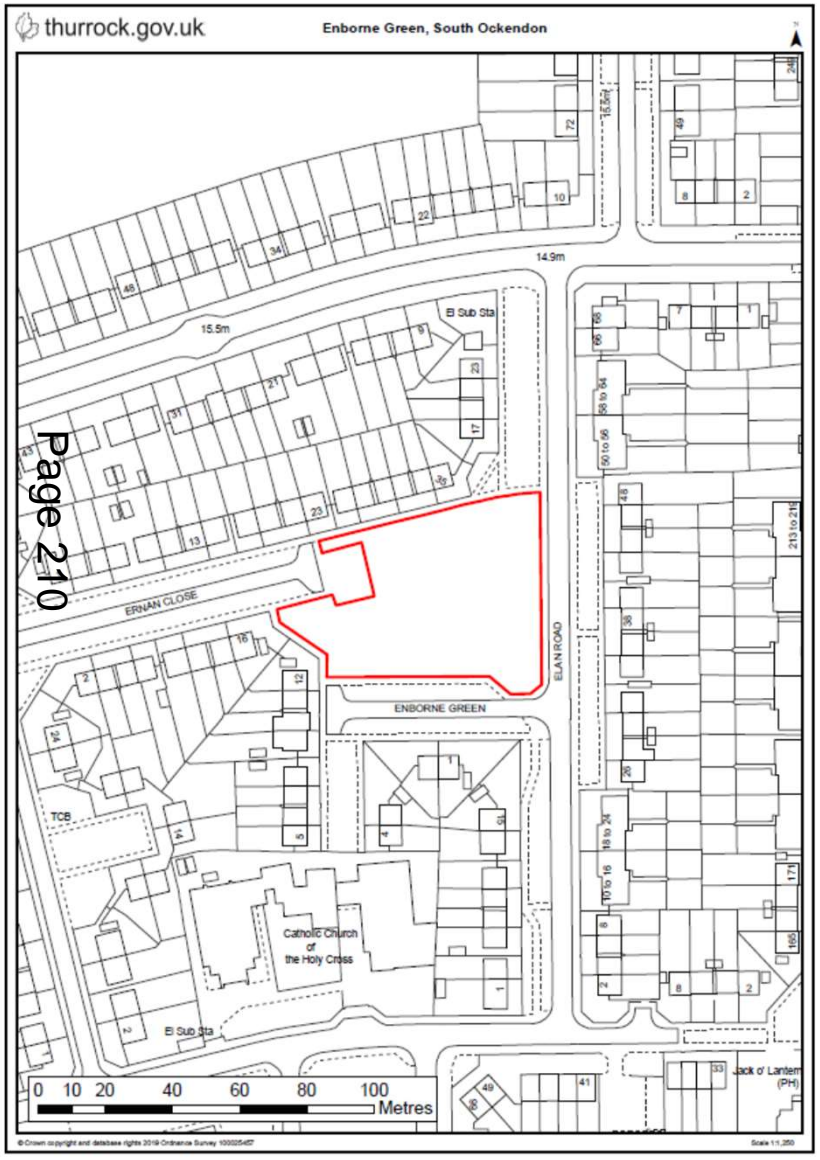 thurrock.gov.uk
Enborne Green, South Ockendon
N
249
15.5m
72
49
10
8
2
22
34
48
14.9m
15.5m
El Sub Sta
9
23
68
66
7
1
21
58 to 64
31
17
50 to 56
43
35
48
23
213 to 219
13
Page 210
ERNAN CLOSE
38
ELAN ROAD
16
2
12
ENBORNE GREEN
24
1
26
TCB
14
5
4
15
18 to 24
10 to 16
171
Catholic Church
of
the Holy Cross
6
165
2
1
8
2
2
El Sub Sta
33
Jack o' Lantern
(PH)
49
41
0 10 20 40 60 80 100
Metres
© Crown copyright and database rights 2019 Ordnance Survey 100025457
Scale 1:1,250